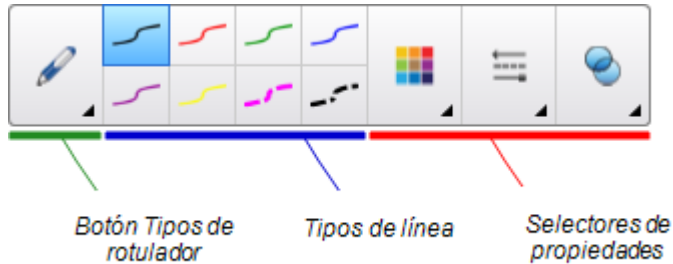 Botón Tipos de
rotulador
Tipos de línea
Selectores de
propiedades